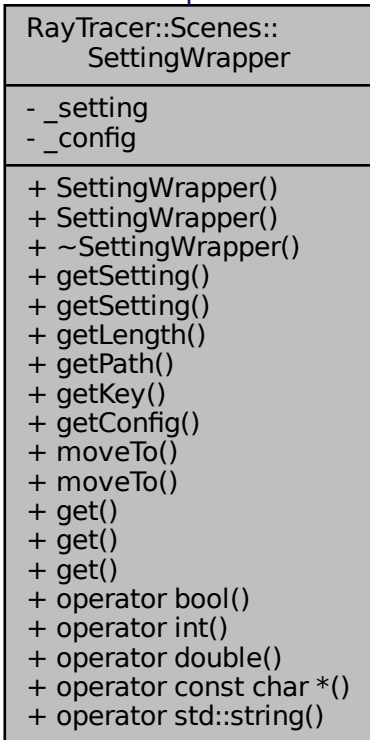 RayTracer::Scenes::
SettingWrapper
- _setting
- _config
+ SettingWrapper()
+ SettingWrapper()
+ ~SettingWrapper()
+ getSetting()
+ getSetting()
+ getLength()
+ getPath()
+ getKey()
+ getConfig()
+ moveTo()
+ moveTo()
+ get()
+ get()
+ get()
+ operator bool()
+ operator int()
+ operator double()
+ operator const char *()
+ operator std::string()